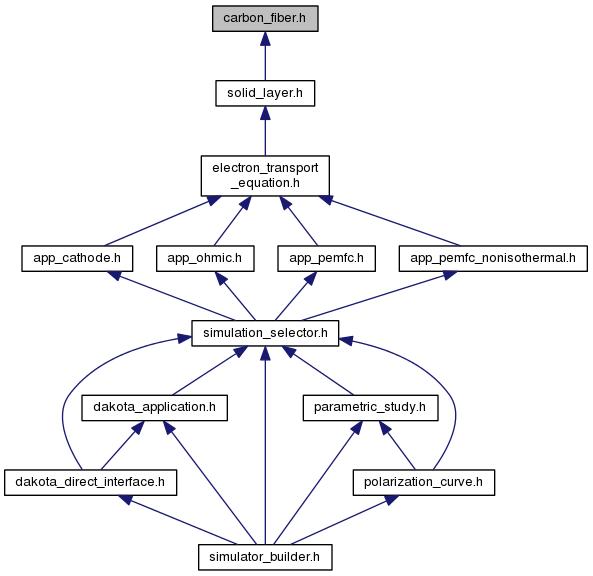 carbon_fiber.h
solid_layer.h
electron_transport
_equation.h
app_cathode.h
app_ohmic.h
app_pemfc.h
app_pemfc_nonisothermal.h
simulation_selector.h
dakota_application.h
parametric_study.h
dakota_direct_interface.h
polarization_curve.h
simulator_builder.h